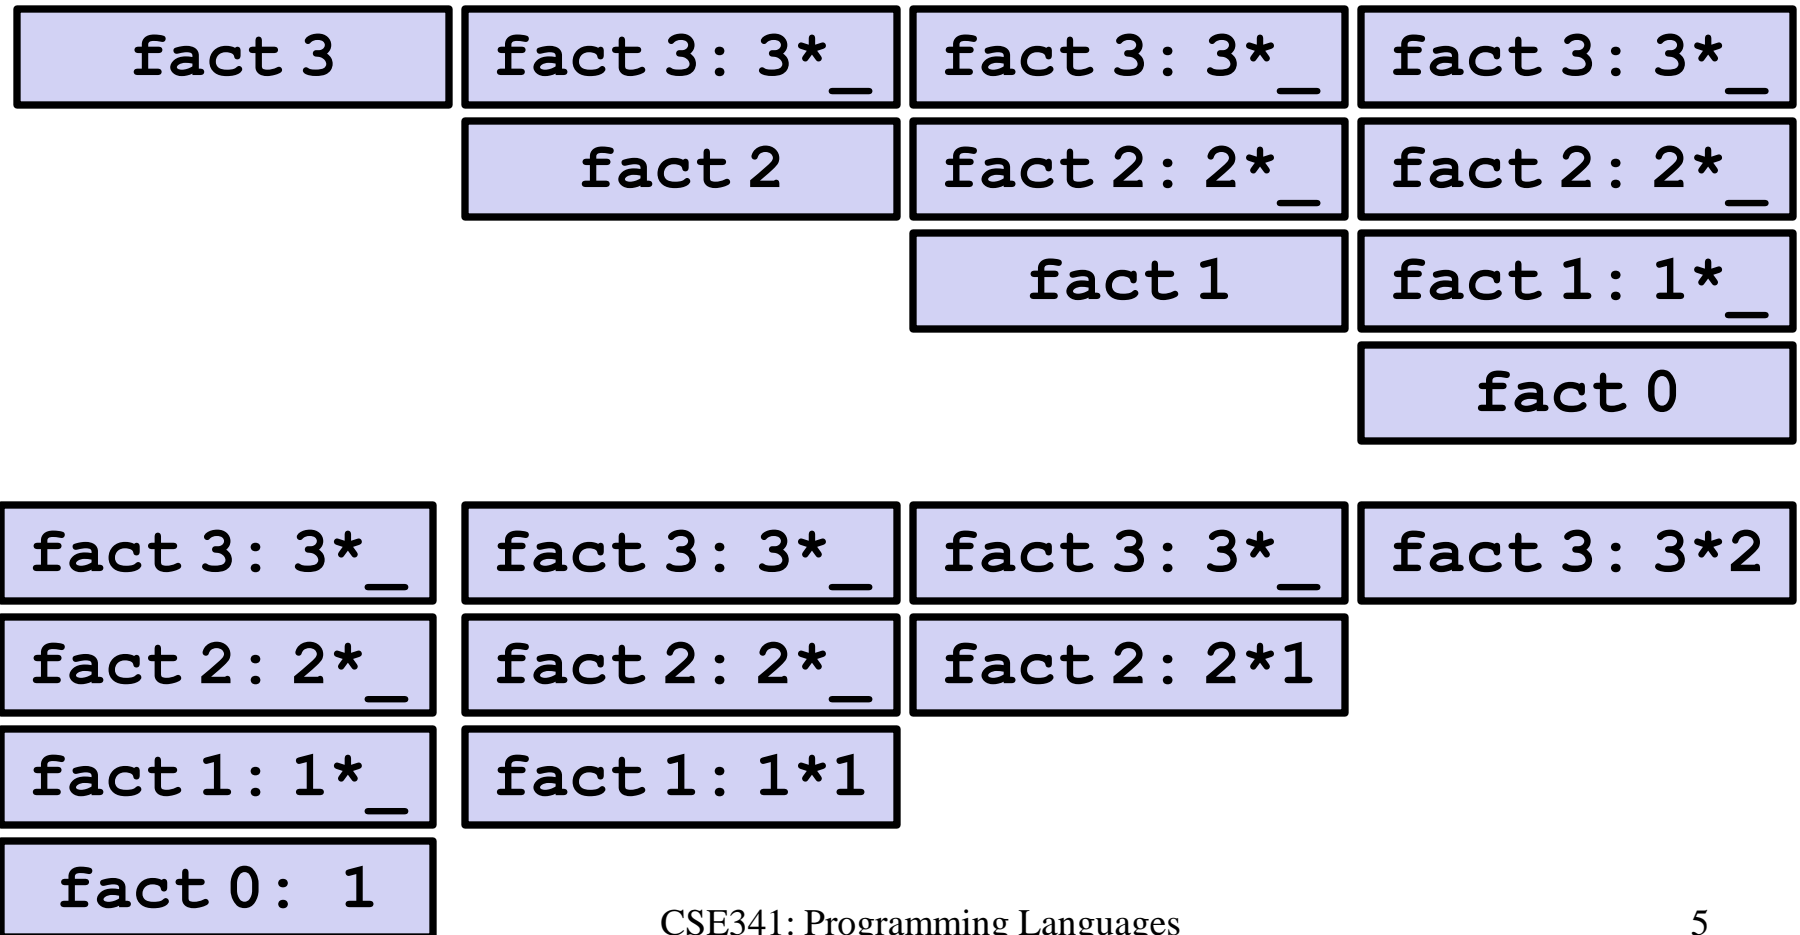 fact 3 fact 3: 3*_ fact 3: 3*_ fact 3: 3*_
fact 2 fact 2: 2*_ fact 2: 2*_
fact 1 fact 1: 1*_
fact 0
fact 3: 3*_ fact 3: 3*_ fact 3: 3*_ fact 3: 3*2
fact 2: 2*_ fact 2: 2*_ fact 2: 2*1
fact 1: 1*_ fact 1: 1*1
fact 0: 1
CSE341: Programming Languages 5